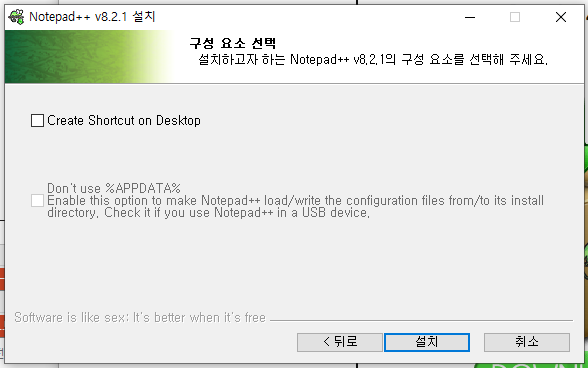 Notepad++ v8.2.1 설치
구성 요소 선택
설치하고자 하는 Notepad++ v8.2.1의 구성 요소를 선택해 주세요.
Create Shortcut on Desktop
Don't use %APPDATA%
Enable this option to make Notepad++ load/write the configuration files from/to its install
directory. Check it if you use Notepad++ in a USB device.
Software is like sex: It's better when it's free
< 뒤로
설치
취소